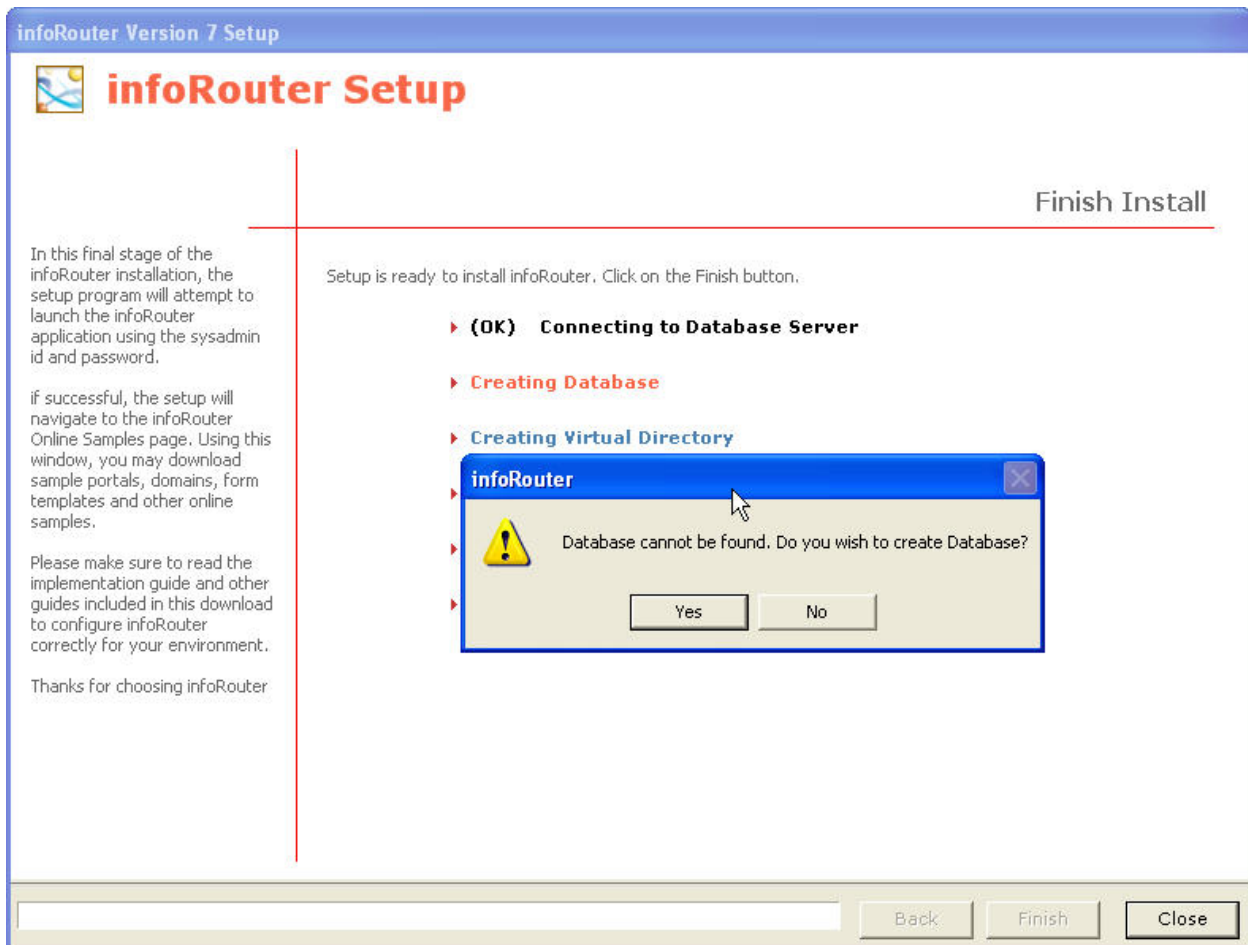 infoRouter Version 7 Setup
infoRouter Setup
Finish Install
In this final stage of the
infoRouter installation, the
setup program will attempt to
launch the infoRouter
application using the sysadmin
id and password.
if successful, the setup will
navigate to the infoRouter
Online Samples page. Using this
window, you may download
sample portals, domains, form
templates and other online
samples.
Please make sure to read the
implementation guide and other
guides included in this download
to configure infoRouter
correctly for your environment.
Thanks for choosing infoRouter
Setup is ready to install infoRouter. Click on the Finish button.
(OK) Connecting to Database Server
Creating Database
Creating Virtual Directory
infoRouter
Database cannot be found. Do you wish to create Database?
Yes No
Back Finish Close